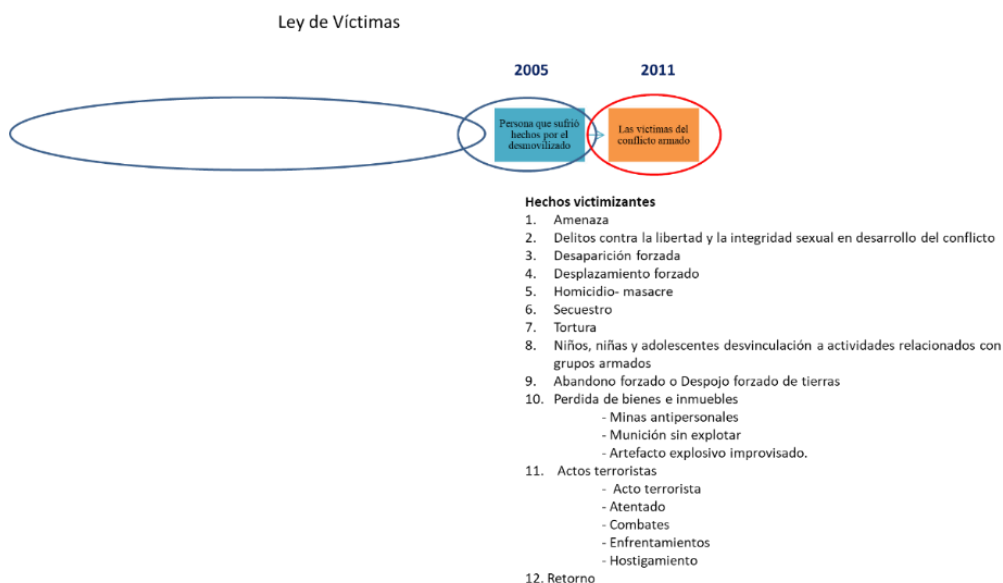 Ley de Víctimas
2005
2011
Persona que sufrió
hechos por el
desmovilizado
Las víctimas del
conflicto armado
Hechos victimizantes
1. Amenaza
2. Delitos contra la libertad y la integridad sexual en desarrollo del conflicto
3. Desaparición forzada
4. Desplazamiento forzado
5. Homicidio- masacre
6. Secuestro
7. Tortura
8. Niños, niñas y adolescentes desvinculación a actividades relacionados con
grupos armados
9. Abandono forzado o Despojo forzado de tierras
10. Perdida de bienes e inmuebles
- Minas antipersonales
- Munición sin explotar
- Artefacto explosivo improvisado.
11. Actos terroristas
- Acto terrorista
- Atentado
- Combates
- Enfrentamientos
- Hostigamiento
12. Retorno